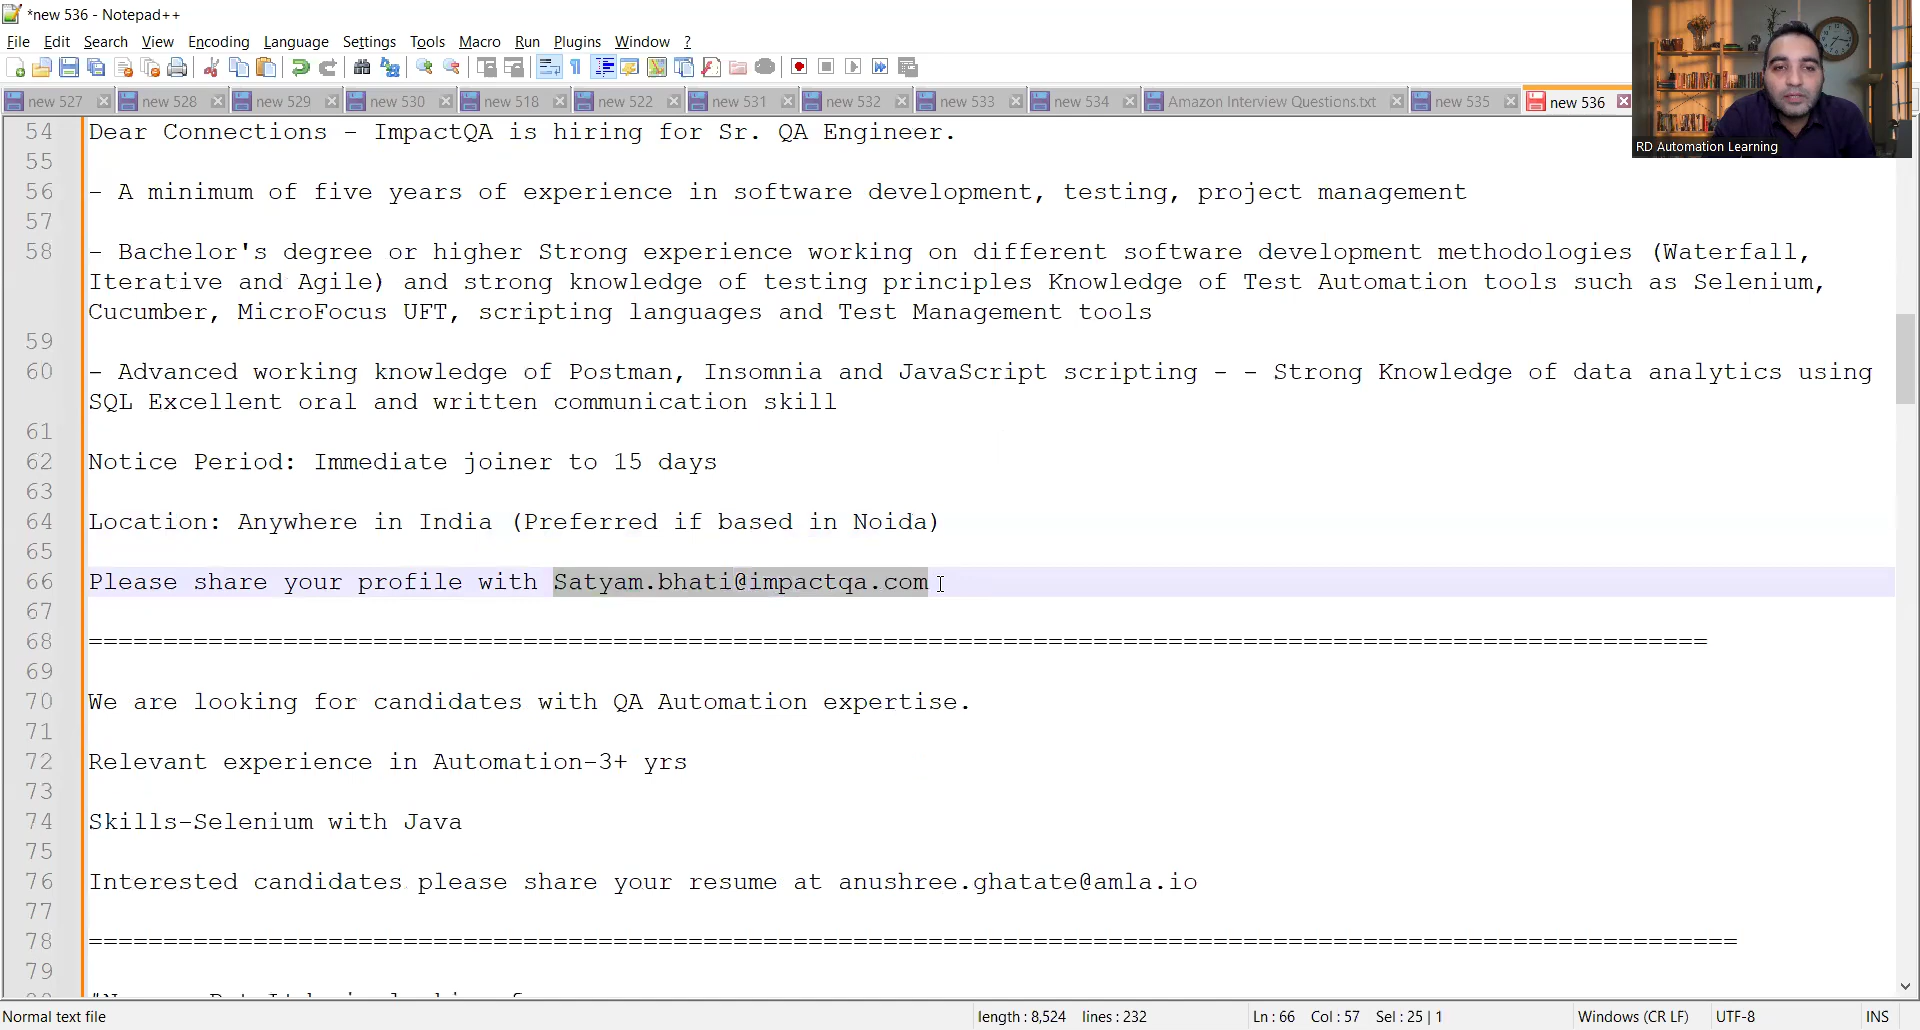 *new 536 - Notepad++
File Edit Search View Encoding Language Settings Tools Macro Run Plugins Window ?
new 527 new 528 new 529 new 530 new 518 new 522 new 531 new 532 new 533 new 534 Amazon Interview Questions.txt new 535 new 536
RD Automation Learning
54 Dear Connections - ImpactQA is hiring for Sr. QA Engineer.
55
56 - A minimum of five years of experience in software development, testing, project management
57
58 - Bachelor's degree or higher Strong experience working on different software development methodologies (Waterfall,
Iterative and Agile) and strong knowledge of testing principles Knowledge of Test Automation tools such as Selenium,
Cucumber, MicroFocus UFT, scripting languages and Test Management tools
59
60 - Advanced working knowledge of Postman, Insomnia and JavaScript scripting - - Strong Knowledge of data analytics using
SQL Excellent oral and written communication skill
61
62 Notice Period: Immediate joiner to 15 days
63
64 Location: Anywhere in India (Preferred if based in Noida)
65
66 Please share your profile with Satyam.bhati@impactqa.com
67
68 ============================================================================================================
69
70 We are looking for candidates with QA Automation expertise.
71
72 Relevant experience in Automation-3+ yrs
73
74 Skills-Selenium with Java
75
76 Interested candidates please share your resume at anushree.ghatate@amla.io
77
78 ==============================================================================================================
79
Normal text file length : 8,524 lines : 232 Ln : 66 Col : 57 Sel : 25 | 1 Windows (CR LF) UTF-8 INS